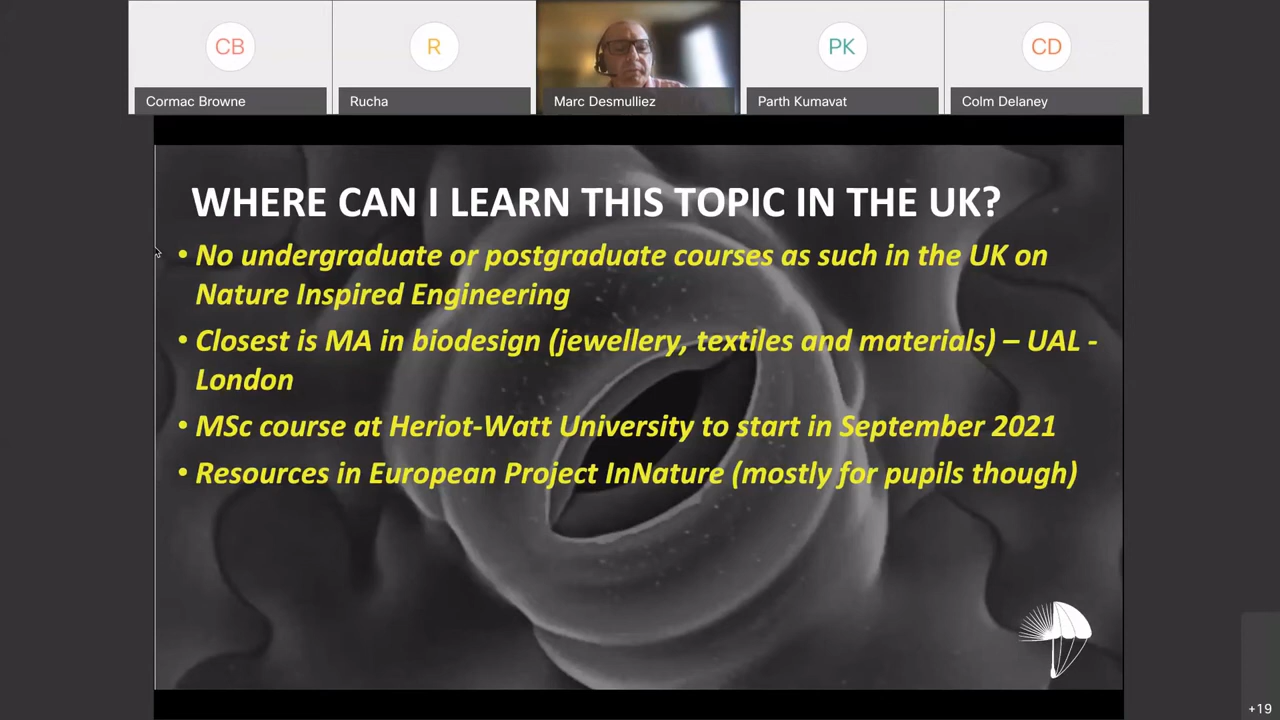 CB
R
PK
CD
Cormac Browne
Rucha
Marc Desmulliez
Parth Kumavat
Colm Delaney
WHERE CAN I LEARN THIS TOPIC IN THE UK?
• No undergraduate or postgraduate courses as such in the UK on
Nature Inspired Engineering
• Closest is MA in biodesign (jewellery, textiles and materials) – UAL -
London
• MSc course at Heriot-Watt University to start in September 2021
• Resources in European Project InNature (mostly for pupils though)
+19